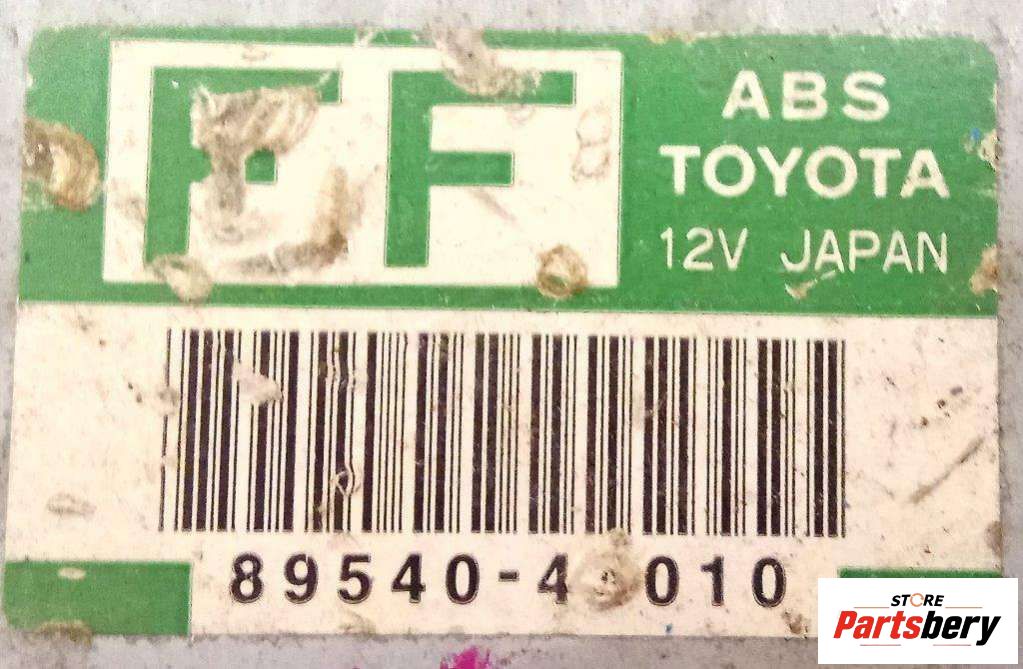 FF
ABS
TOYOTA
12V JAPAN
89540-4 010
STORE
Partsbery